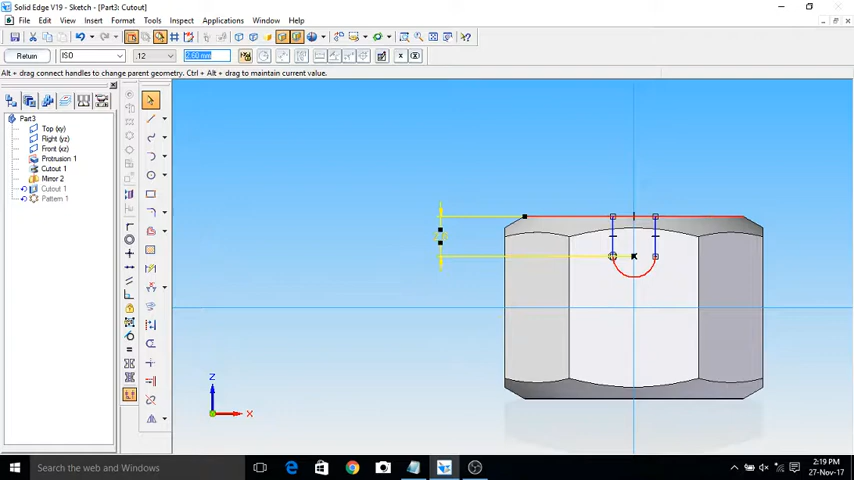 Solid Edge V19 - Sketch - [Part3: Cutout]
File Edit View Insert Format Tools Inspect Applications Window Help
Return ISO .12 2.60 mm
Alt + drag connect handles to change parent geometry. Ctrl + Alt + drag to maintain current value.
Part3
Top (xy)
Right (yz)
Front (xz)
Protrusion 1
Cutout 1
Mirror 2
Cutout 1
Pattern 1
Z
X
Search the web and Windows
2:19 PM
27-Nov-17